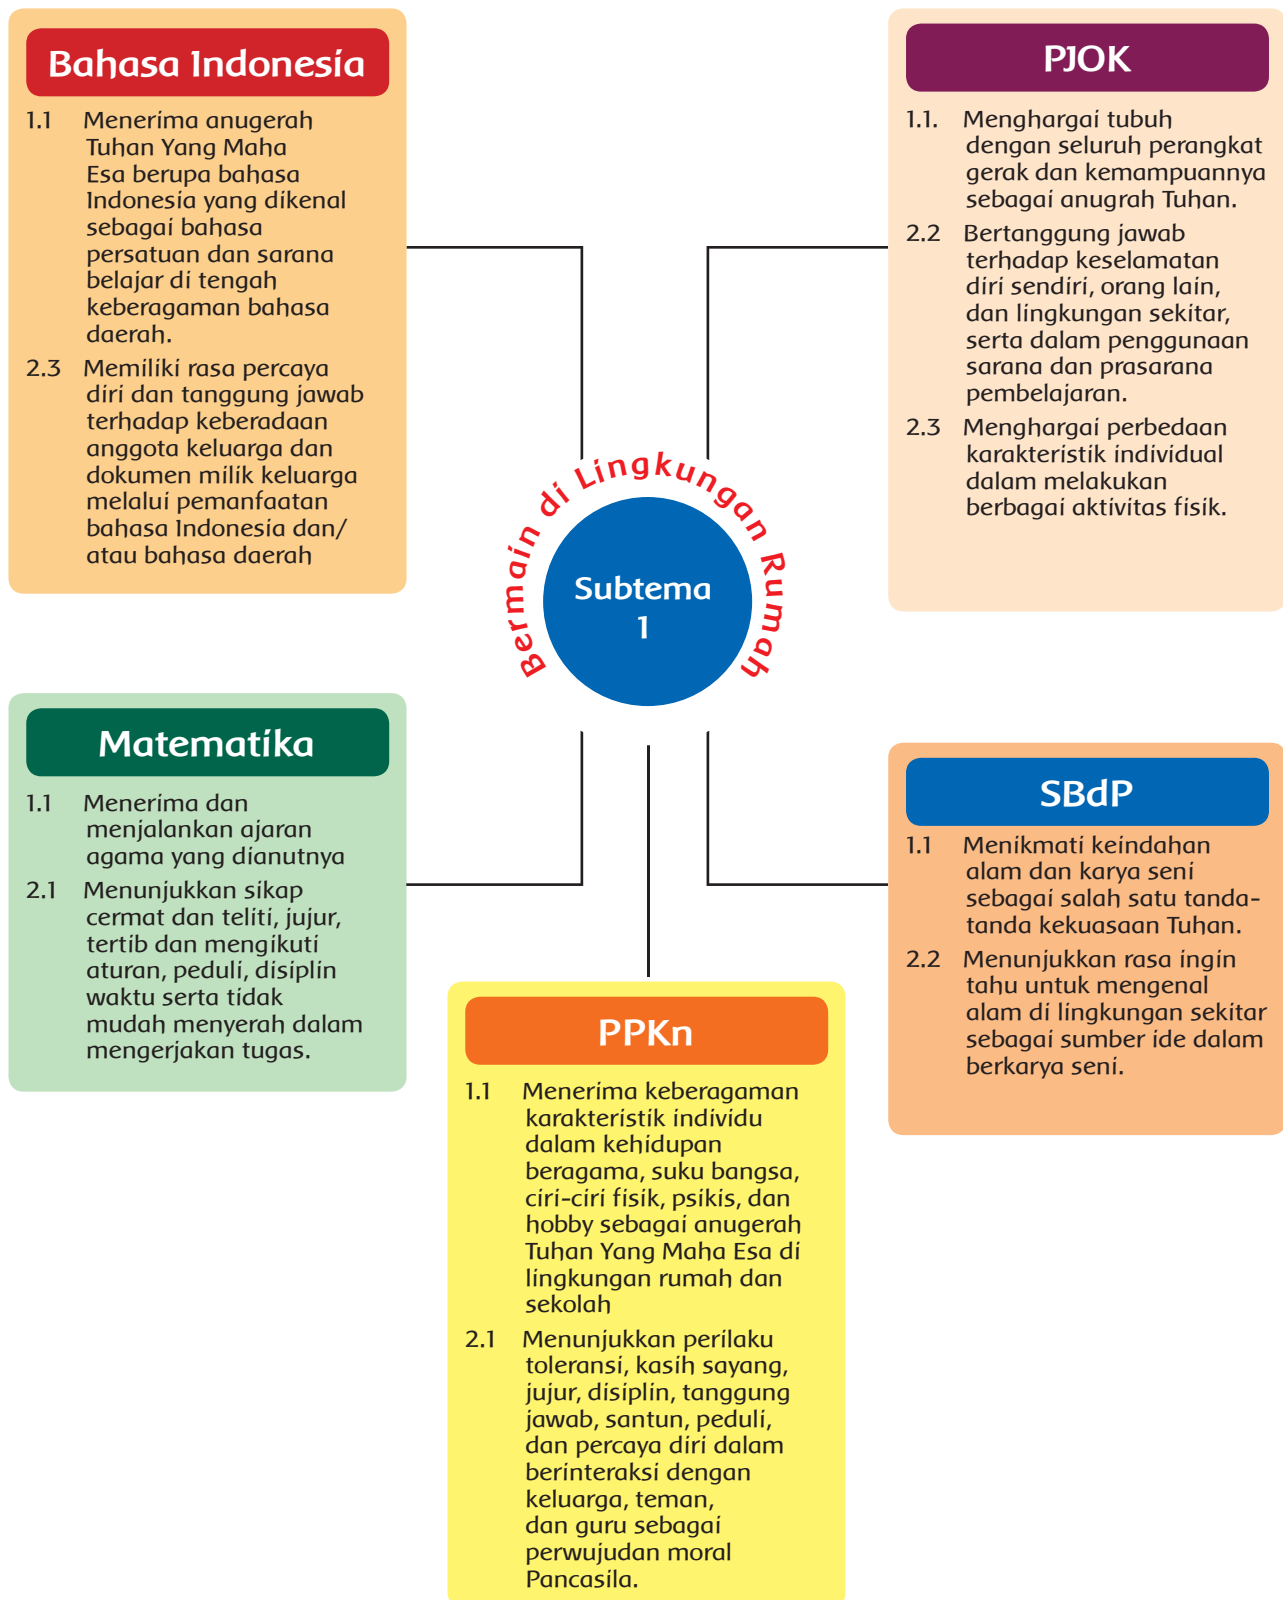 Bahasa Indonesia
1.1 Menerima anugerah
Tuhan Yang Maha
Esa berupa bahasa
Indonesia yang dikenal
sebagai bahasa
persatuan dan sarana
belajar di tengah
keberagaman bahasa
daerah.
2.3 Memiliki rasa percaya
diri dan tanggung jawab
terhadap keberadaan
anggota keluarga dan
dokumen milik keluarga
melalui pemanfaatan
bahasa Indonesia dan/
atau bahasa daerah
PJOK
1.1. Menghargai tubuh
dengan seluruh perangkat
gerak dan kemampuannya
sebagai anugrah Tuhan.
2.2 Bertanggung jawab
terhadap keselamatan
diri sendiri, orang lain,
dan lingkungan sekitar,
serta dalam penggunaan
sarana dan prasarana
pembelajaran.
2.3 Menghargai perbedaan
karakteristik individual
dalam melakukan
berbagai aktivitas fisik.
Bermain di Lingkungan Rumah
Subtema
1
Matematika
1.1 Menerima dan
menjalankan ajaran
agama yang dianutnya
2.1 Menunjukkan sikap
cermat dan teliti, jujur,
tertib dan mengikuti
aturan, peduli, disiplin
waktu serta tidak
mudah menyerah dalam
mengerjakan tugas.
SBdP
1.1 Menikmati keindahan
alam dan karya seni
sebagai salah satu tanda-
tanda kekuasaan Tuhan.
2.2 Menunjukkan rasa ingin
tahu untuk mengenal
alam di lingkungan sekitar
sebagai sumber ide dalam
berkarya seni.
PPKn
1.1 Menerima keberagaman
karakteristik individu
dalam kehidupan
beragama, suku bangsa,
ciri-ciri fisik, psikis, dan
hobby sebagai anugerah
Tuhan Yang Maha Esa di
lingkungan rumah dan
sekolah
2.1 Menunjukkan perilaku
toleransi, kasih sayang,
jujur, disiplin, tanggung
jawab, santun, peduli,
dan percaya diri dalam
berinteraksi dengan
keluarga, teman,
dan guru sebagai
perwujudan moral
Pancasila.